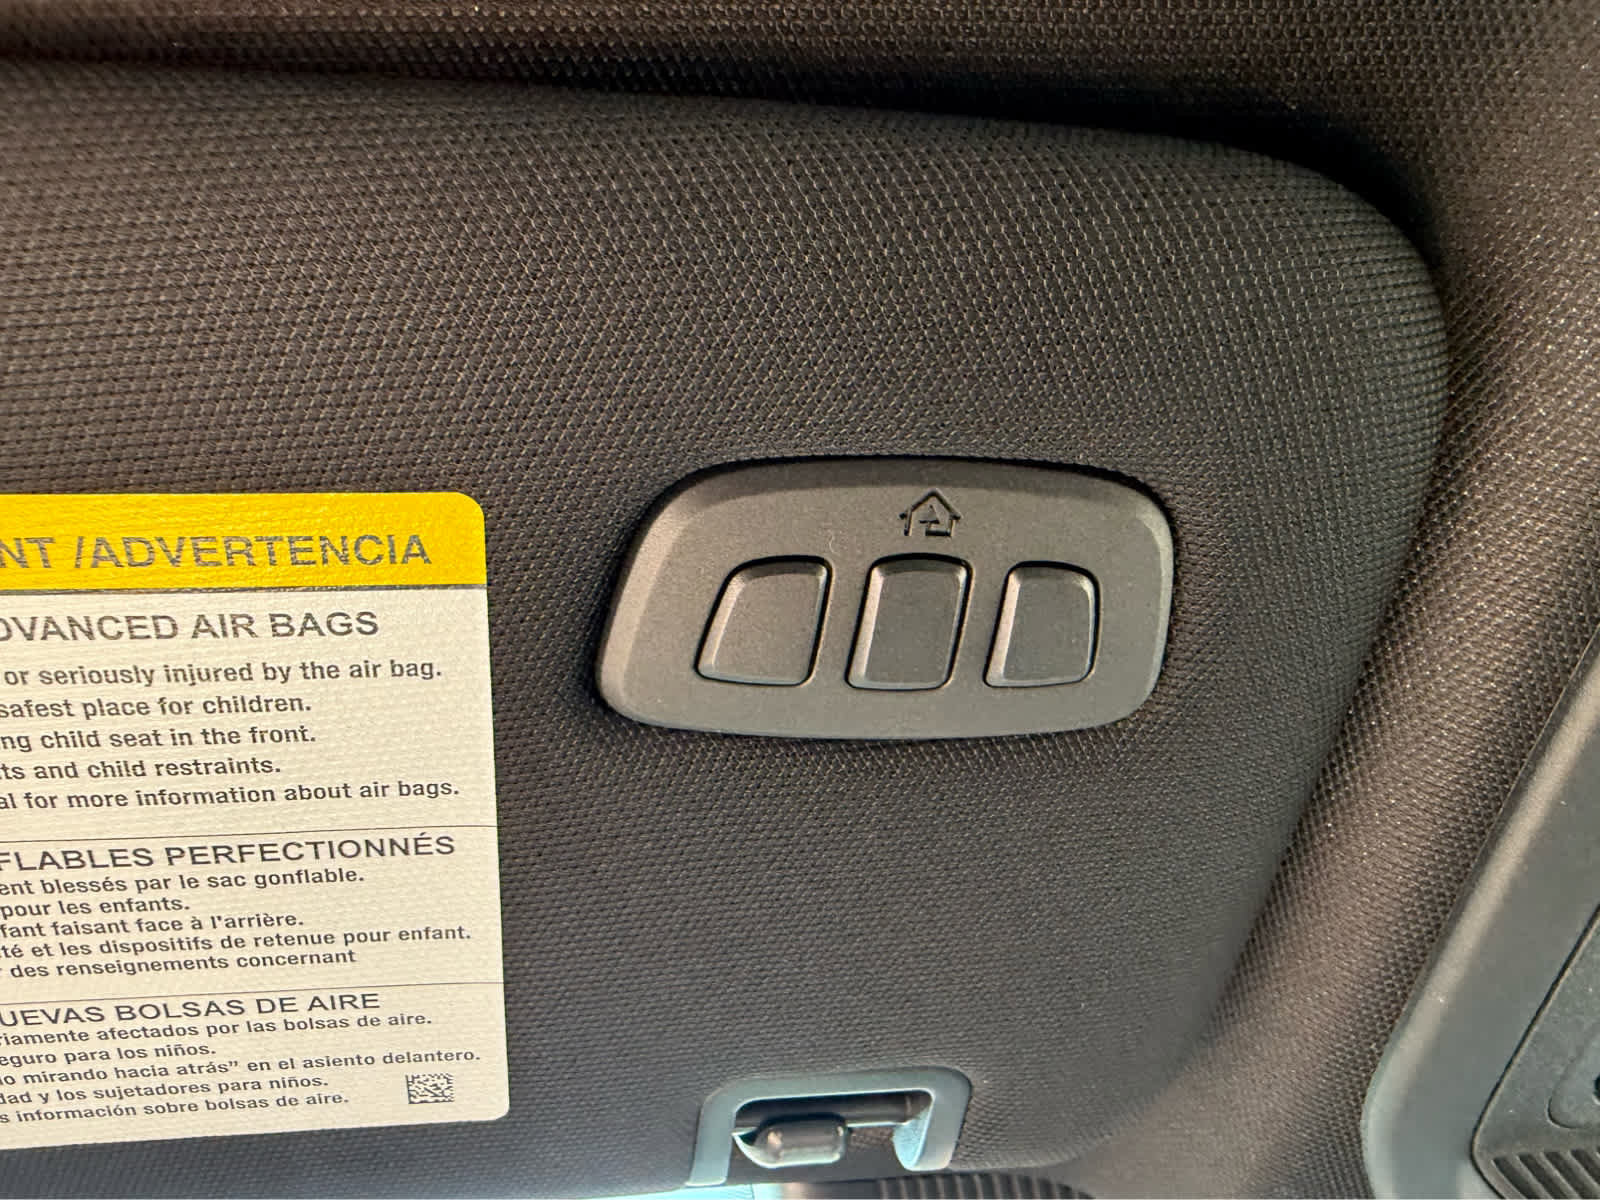 NT /ADVERTENCIA
ADVANCED AIR BAGS
or seriously injured by the air bag.
safest place for children.
ng child seat in the front.
ts and child restraints.
al for more information about air bags.
FLABLES PERFECTIONNÉS
ent blessés par le sac gonflable.
pour les enfants.
fant faisant face à l'arrière.
té et les dispositifs de retenue pour enfant.
des renseignements concernant
UEVAS BOLSAS DE AIRE
riamente afectados por las bolsas de aire.
eguro para los niños.
o mirando hacia atrás” en el asiento delantero.
dad y los sujetadores para niños.
s información sobre bolsas de aire.